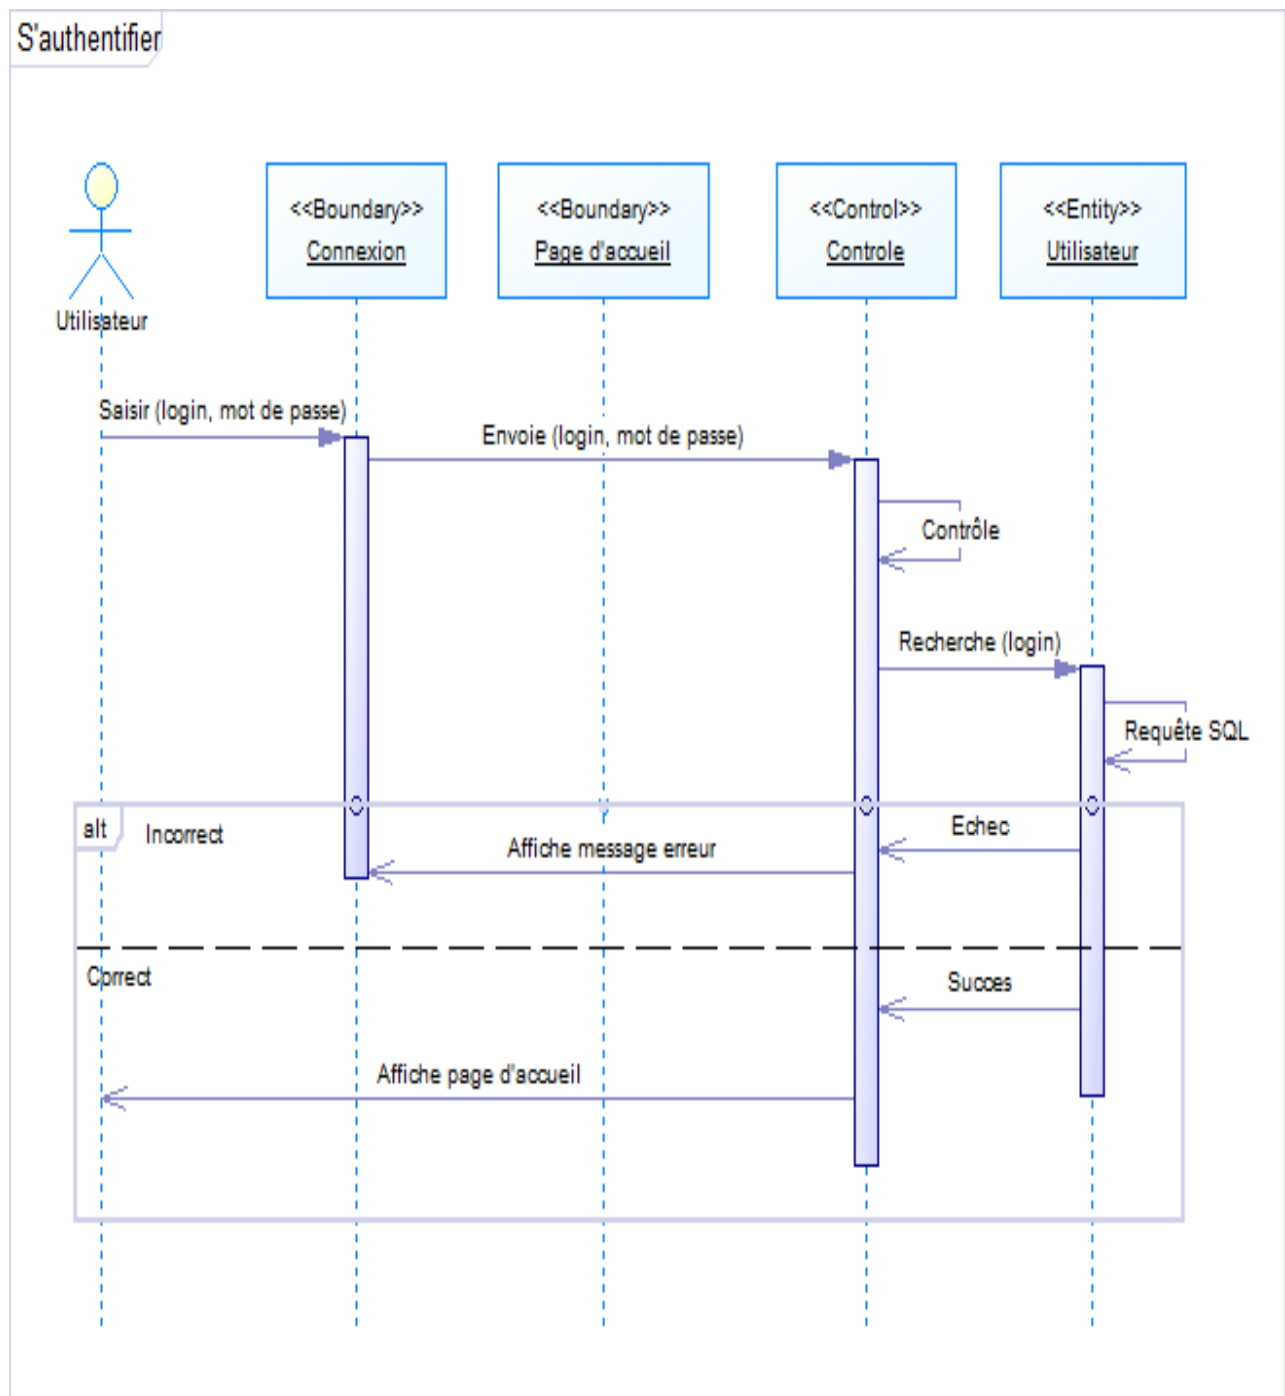 S'authentifier
<<Boundary>>
Connexion
<<Boundary>>
Page d'accueil
<<Control>>
Controle
<<Entity>>
Utilisateur
Utilisateur
Saisir (login, mot de passe)
Envoie (login, mot de passe)
Contrôle
Recherche (login)
Requête SQL
alt
Incorrect
Echec
Affiche message erreur
Correct
Succes
Affiche page d'accueil